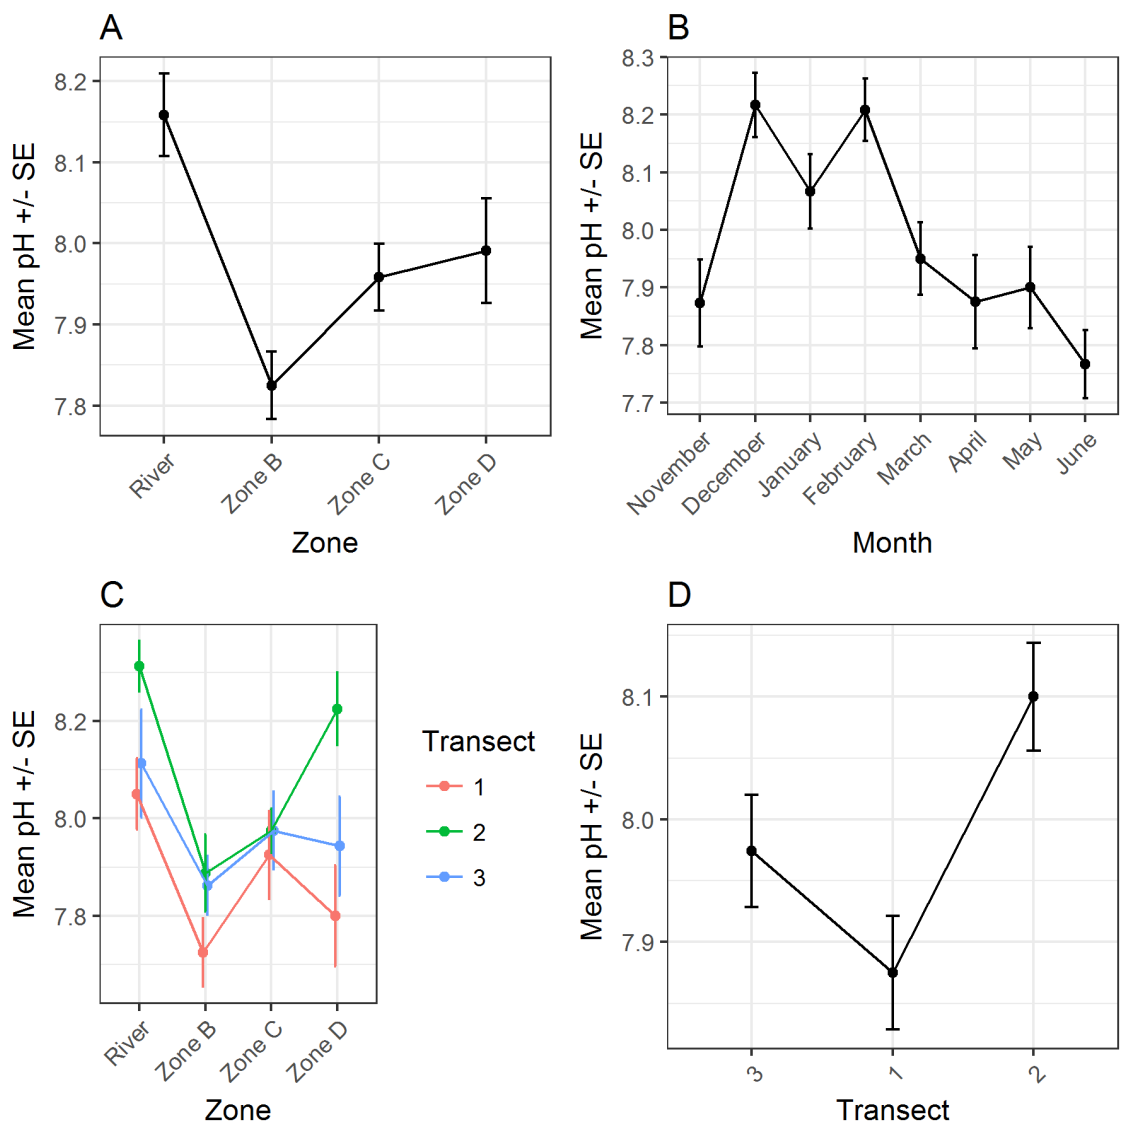 A
Mean pH +/- SE
8.2
8.1
8.0
7.9
7.8
River
Zone B
Zone C
Zone D
Zone
B
Mean pH +/- SE
8.3
8.2
8.1
8.0
7.9
7.8
7.7
November
December
January
February
March
April
May
June
Month
C
Mean pH +/- SE
8.2
8.0
7.8
River
Zone B
Zone C
Zone D
Zone
Transect
1
2
3
D
Mean pH +/- SE
8.1
8.0
7.9
3
1
2
Transect